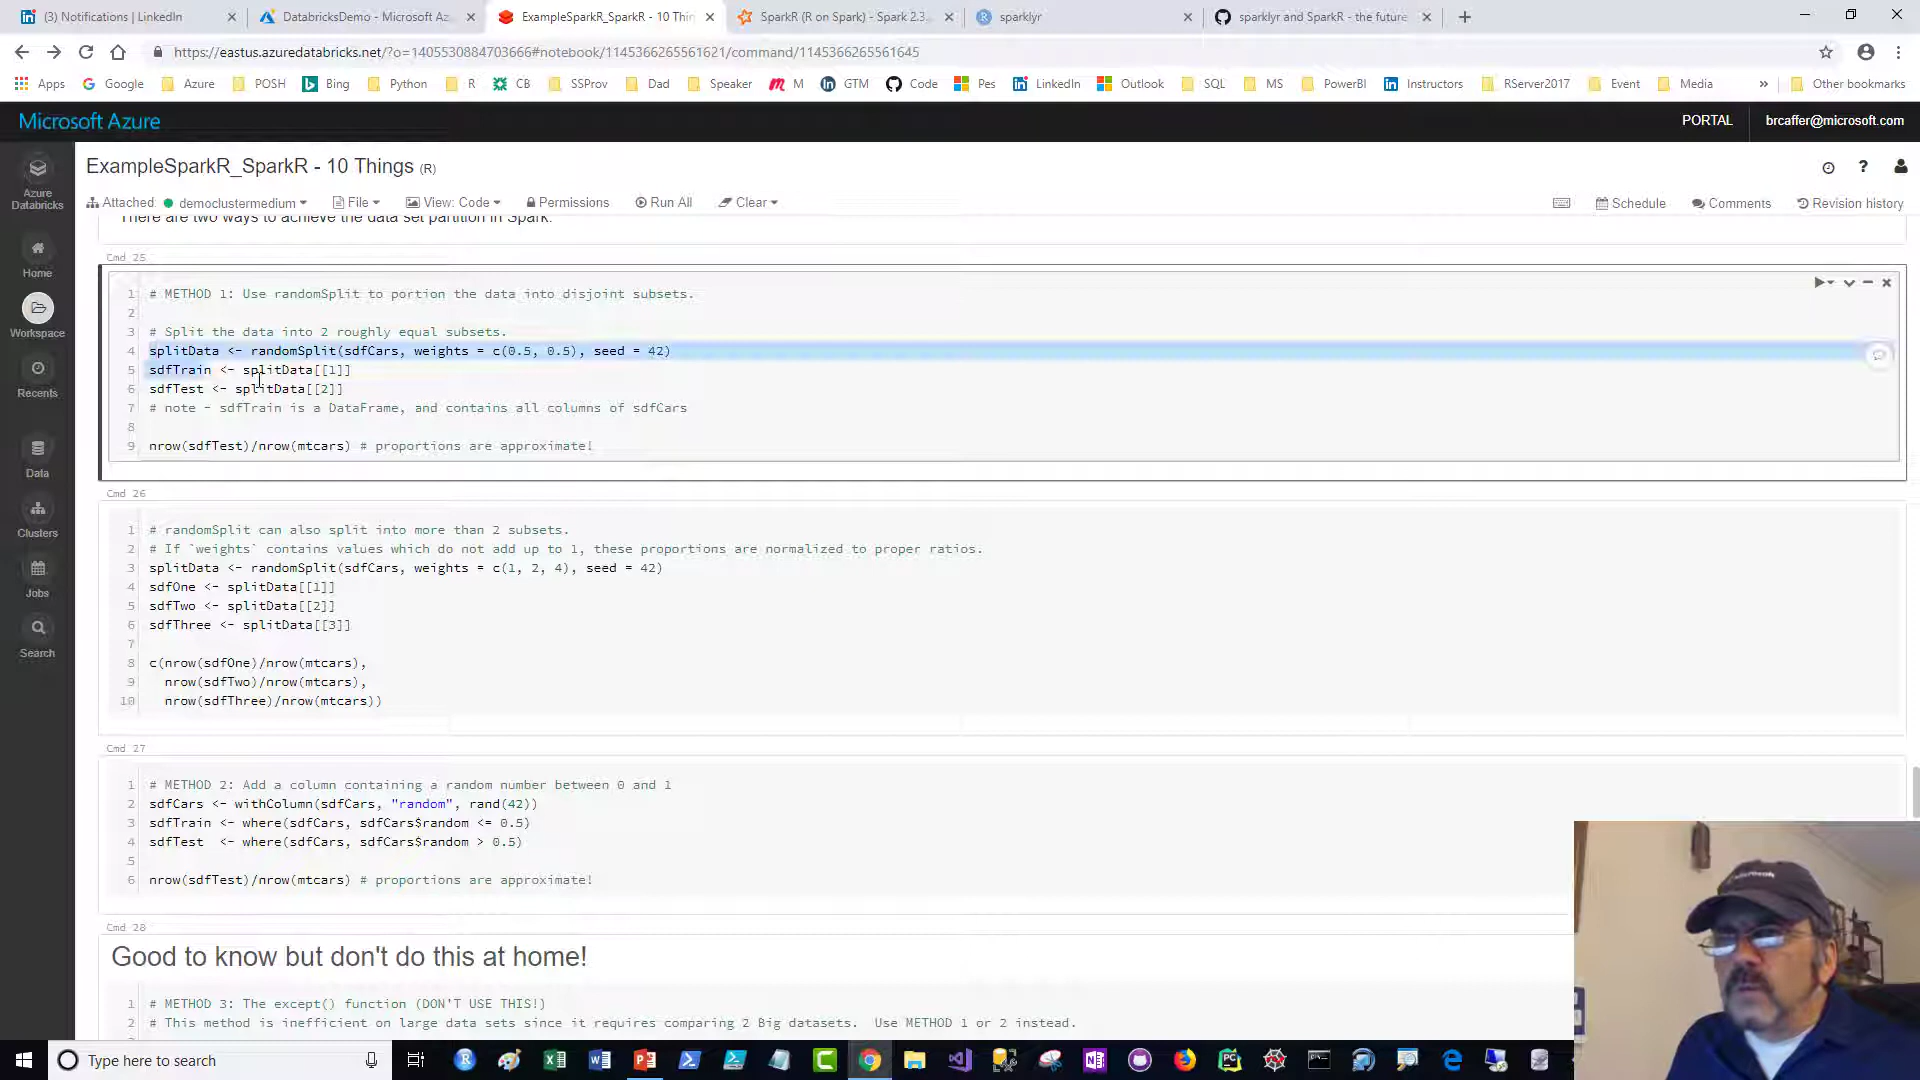 (3) Notifications | LinkedIn
DatabricksDemo - Microsoft Az
ExampleSparkR_SparkR - 10 Thin
SparkR (R on Spark) - Spark 2.3.
sparklyr
sparklyr and SparkR - the future
https://eastus.azuredatabricks.net/?o=1405530884703666#notebook/1145366265561621/command/1145366265561645
Apps Google Azure POSH Bing Python R CB SSProv Dad Speaker M GTM Code Pes LinkedIn Outlook SQL MS PowerBI Instructors RServer2017 Event Media » Other bookmarks
Microsoft Azure PORTAL brcaffer@microsoft.com
ExampleSparkR_SparkR - 10 Things (R)
Attached: democlustermedium File View: Code Permissions Run All Clear Schedule Comments Revision history
Azure Databricks
Home
Workspace
Recents
Data
Clusters
Jobs
Search
There are two ways to achieve the data set partition in Spark.
Cmd 25
1 # METHOD 1: Use randomSplit to portion the data into disjoint subsets.
2
3 # Split the data into 2 roughly equal subsets.
4 splitData <- randomSplit(sdfCars, weights = c(0.5, 0.5), seed = 42)
5 sdfTrain <- splitData[[1]]
6 sdfTest <- splitData[[2]]
7 # note - sdfTrain is a DataFrame, and contains all columns of sdfCars
8
9 nrow(sdfTest)/nrow(mtcars) # proportions are approximate!
Cmd 26
1 # randomSplit can also split into more than 2 subsets.
2 # If `weights` contains values which do not add up to 1, these proportions are normalized to proper ratios.
3 splitData <- randomSplit(sdfCars, weights = c(1, 2, 4), seed = 42)
4 sdfOne <- splitData[[1]]
5 sdfTwo <- splitData[[2]]
6 sdfThree <- splitData[[3]]
7
8 c(nrow(sdfOne)/nrow(mtcars),
9 nrow(sdfTwo)/nrow(mtcars),
10 nrow(sdfThree)/nrow(mtcars))
Cmd 27
1 # METHOD 2: Add a column containing a random number between 0 and 1
2 sdfCars <- withColumn(sdfCars, "random", rand(42))
3 sdfTrain <- where(sdfCars, sdfCars$random <= 0.5)
4 sdfTest <- where(sdfCars, sdfCars$random > 0.5)
5
6 nrow(sdfTest)/nrow(mtcars) # proportions are approximate!
Cmd 28
Good to know but don't do this at home!
1 # METHOD 3: The except() function (DON'T USE THIS!)
2 # This method is inefficient on large data sets since it requires comparing 2 Big datasets. Use METHOD 1 or 2 instead.
Type here to search